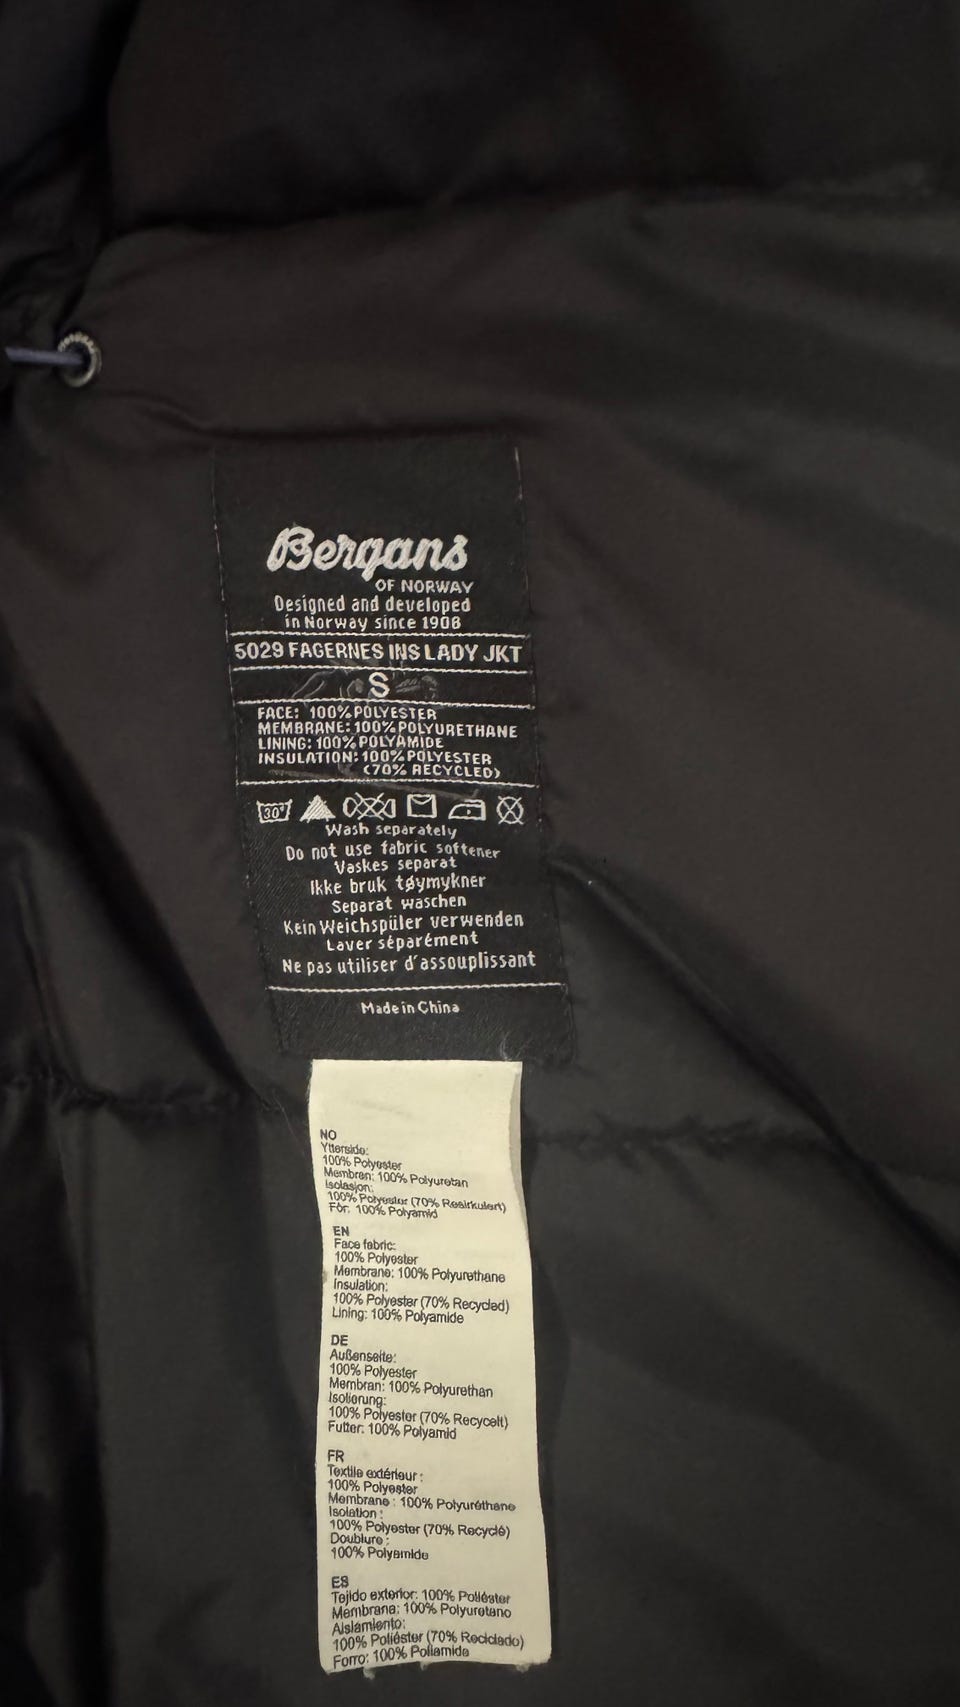 Bergans
OF NORWAY
Designed and developed
in Norway since 1908
5029 FAGERNES INS LADY JKT
S
FACE: 100% POLYESTER
MEMBRANE: 100% POLYURETHANE
LINING: 100% POLYAMIDE
INSULATION: 100% POLYESTER
(70% RECYCLED)
30°
Wash separately
Do not use fabric softener
Vaskes separat
Ikke bruk tøymykner
Separat waschen
Kein Weichspüler verwenden
Laver séparément
Ne pas utiliser d'assouplissant
Made in China
NO
Ytterside:
100% Polyester
Membran: 100% Polyuretan
Isolasjon:
100% Polyester (70% Resirkulert)
Fôr: 100% Polyamid
EN
Face fabric:
100% Polyester
Membrane: 100% Polyurethane
Insulation:
100% Polyester (70% Recycled)
Lining: 100% Polyamide
DE
Außenseite:
100% Polyester
Membran: 100% Polyurethan
Isolierung:
100% Polyester (70% Recycelt)
Futter: 100% Polyamid
FR
Textile extérieur :
100% Polyester
Membrane : 100% Polyuréthane
Isolation :
100% Polyester (70% Recyclé)
Doublure :
100% Polyamide
ES
Tejido exterior: 100% Poliéster
Membrana: 100% Polyuretano
Aislamiento:
100% Poliéster (70% Reciclado)
Forro: 100% Poliamida